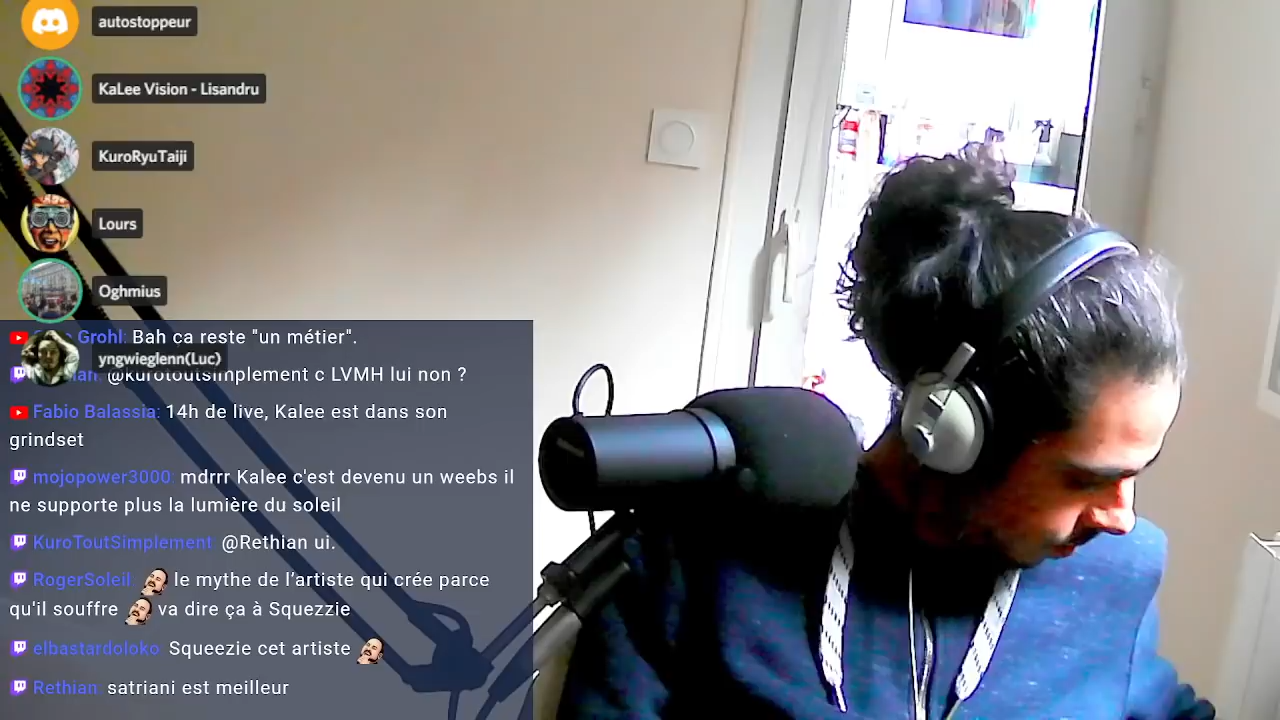 autostoppeur
KaLee Vision - Lisandru
KuroRyuTaiji
Lours
Oghmius
Grohl: Bah ca reste "un métier".
yngwieglenn(Luc)
@kurotoutsimplement c LVMH lui non ?
Fabio Balassia: 14h de live, Kalee est dans son
grindset
mojopower3000: mdrrr Kalee c'est devenu un weebs il
ne supporte plus la lumière du soleil
KuroToutSimplement: @Rethian ui.
RogerSoleil: le mythe de l'artiste qui crée parce
qu'il souffre va dire ça à Squezzie
elbastardoloko: Squeezie cet artiste
Rethian: satriani est meilleur